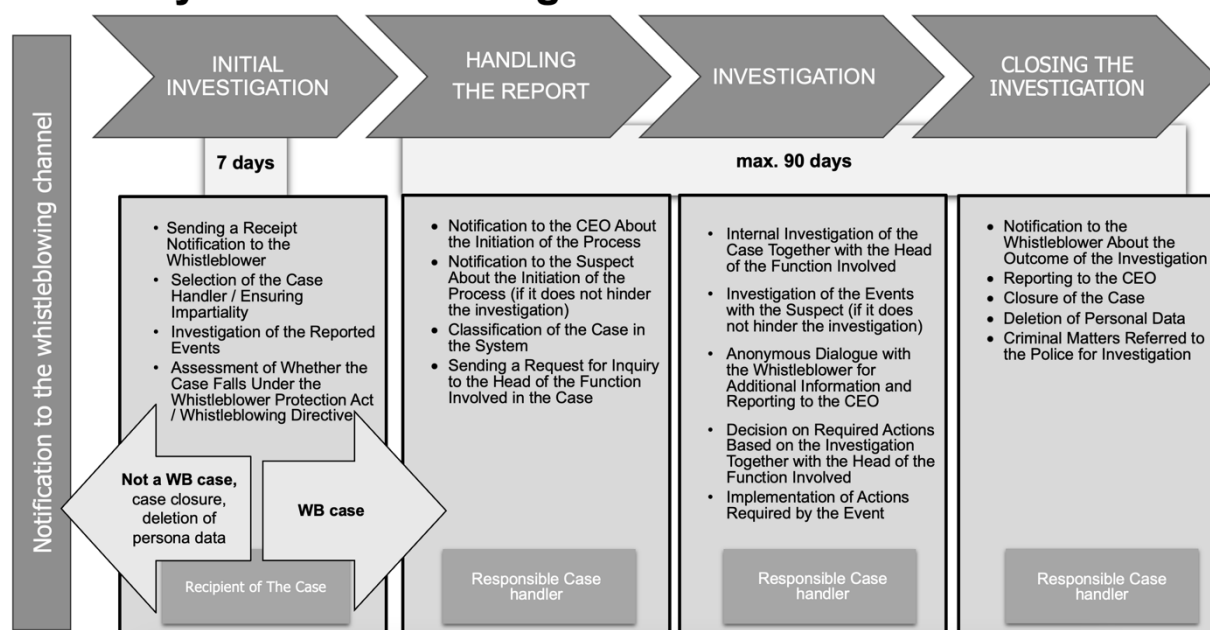 Notification to the whistleblowing channel
INITIAL
INVESTIGATION
HANDLING
THE REPORT
INVESTIGATION
CLOSING THE
INVESTIGATION
7 days
max. 90 days
• Sending a Receipt
Notification to the
Whistleblower
• Selection of the Case
Handler / Ensuring
Impartiality
• Investigation of the Reported
Events
• Assessment of Whether the
Case Falls Under the
Whistleblower Protection Act
/ Whistleblowing Directive
Not a WB case,
case closure,
deletion of
persona data
WB case
Recipient of The Case
• Notification to the CEO About
the Initiation of the Process
• Notification to the Suspect
About the Initiation of the
Process (if it does not hinder
the investigation)
• Classification of the Case in
the System
• Sending a Request for Inquiry
to the Head of the Function
Involved in the Case
Responsible Case
handler
• Internal Investigation of the
Case Together with the Head
of the Function Involved
• Investigation of the Events
with the Suspect (if it does
not hinder the investigation)
• Anonymous Dialogue with
the Whistleblower for
Additional Information and
Reporting to the CEO
• Decision on Required Actions
Based on the Investigation
Together with the Head of the
Function Involved
• Implementation of Actions
Required by the Event
Responsible Case
handler
• Notification to the
Whistleblower About the
Outcome of the Investigation
• Reporting to the CEO
• Closure of the Case
• Deletion of Personal Data
• Criminal Matters Referred to
the Police for Investigation
Responsible Case
handler